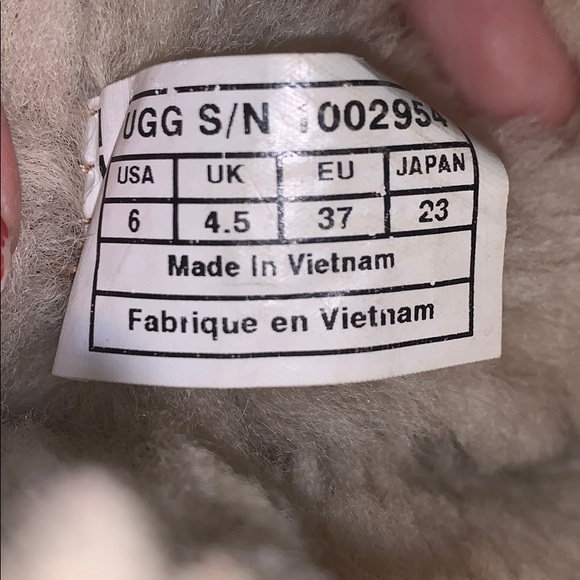 UGG S/N 1002954
USA UK EU JAPAN
6 4.5 37 23
Made In Vietnam
Fabrique en Vietnam